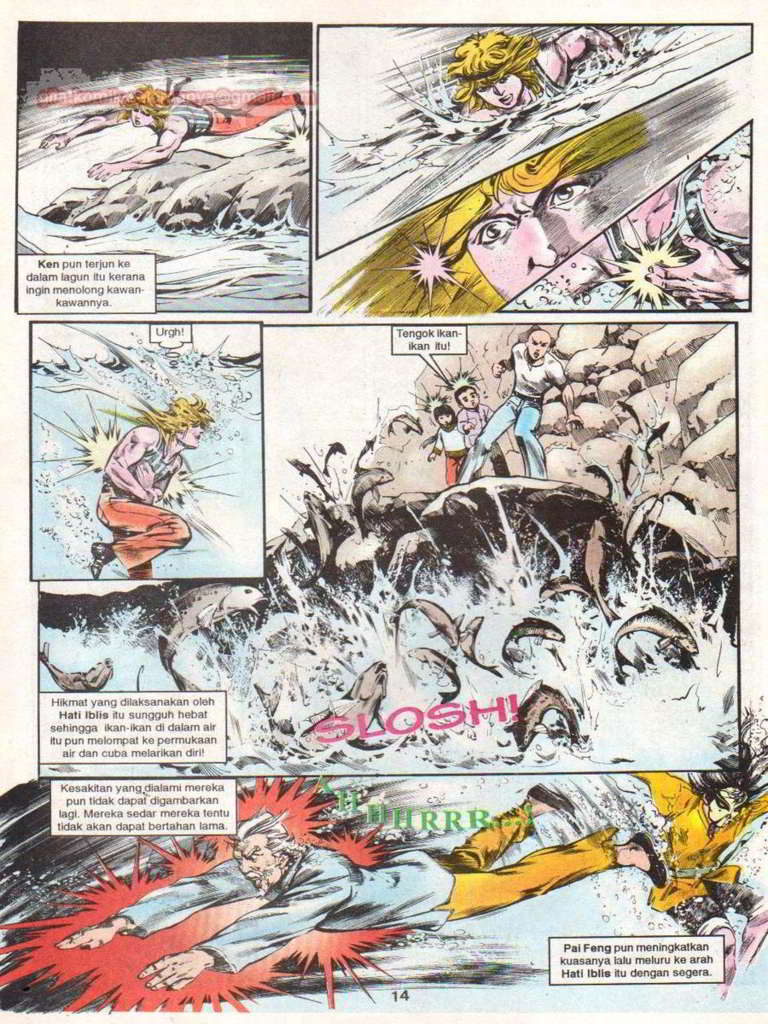 Ken pun terjun ke
dalam lagun itu kerana
ingin menolong kawan-
kawannya.
Urgh!
Tengok ikan-
ikan itu!
Hikmat yang dilaksanakan oleh
Hati Iblis itu sungguh hebat
sehingga ikan-ikan di dalam air
itu pun melompat ke permukaan
air dan cuba melarikan diri!
SLOSH!
Kesakitan yang dialami mereka
pun tidak dapat digambarkan
lagi. Mereka sedar mereka tentu
tidak akan dapat bertahan lama.
Pai Feng pun meningkatkan
kuasanya lalu meluru ke arah
Hati Iblis itu dengan segera.
14